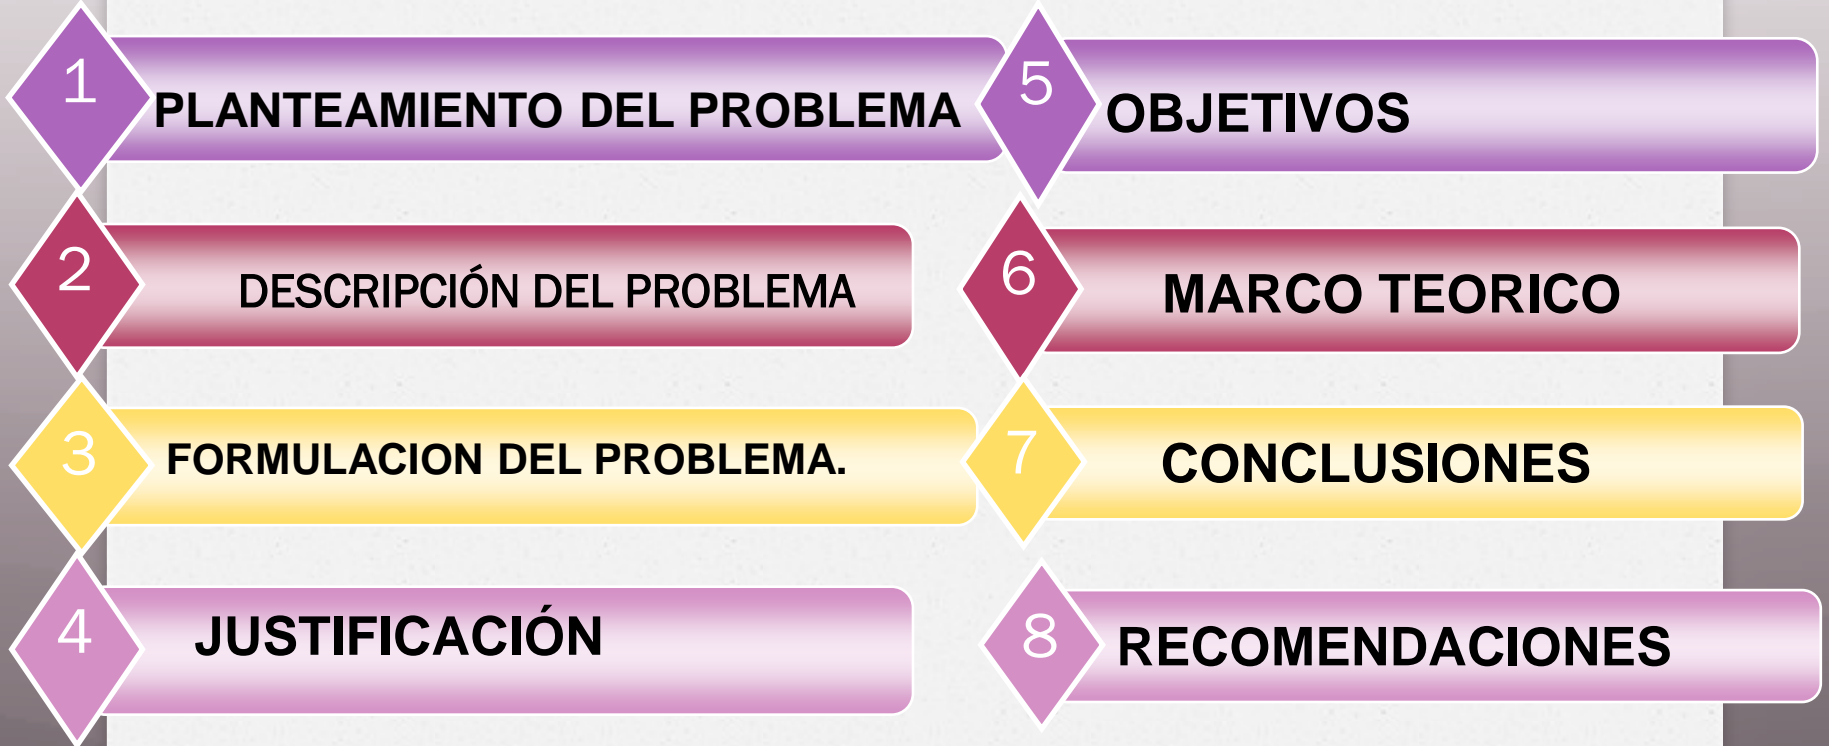 1
PLANTEAMIENTO DEL PROBLEMA
2
DESCRIPCIÓN DEL PROBLEMA
3
FORMULACION DEL PROBLEMA.
4
JUSTIFICACIÓN
5
OBJETIVOS
6
MARCO TEORICO
7
CONCLUSIONES
8
RECOMENDACIONES